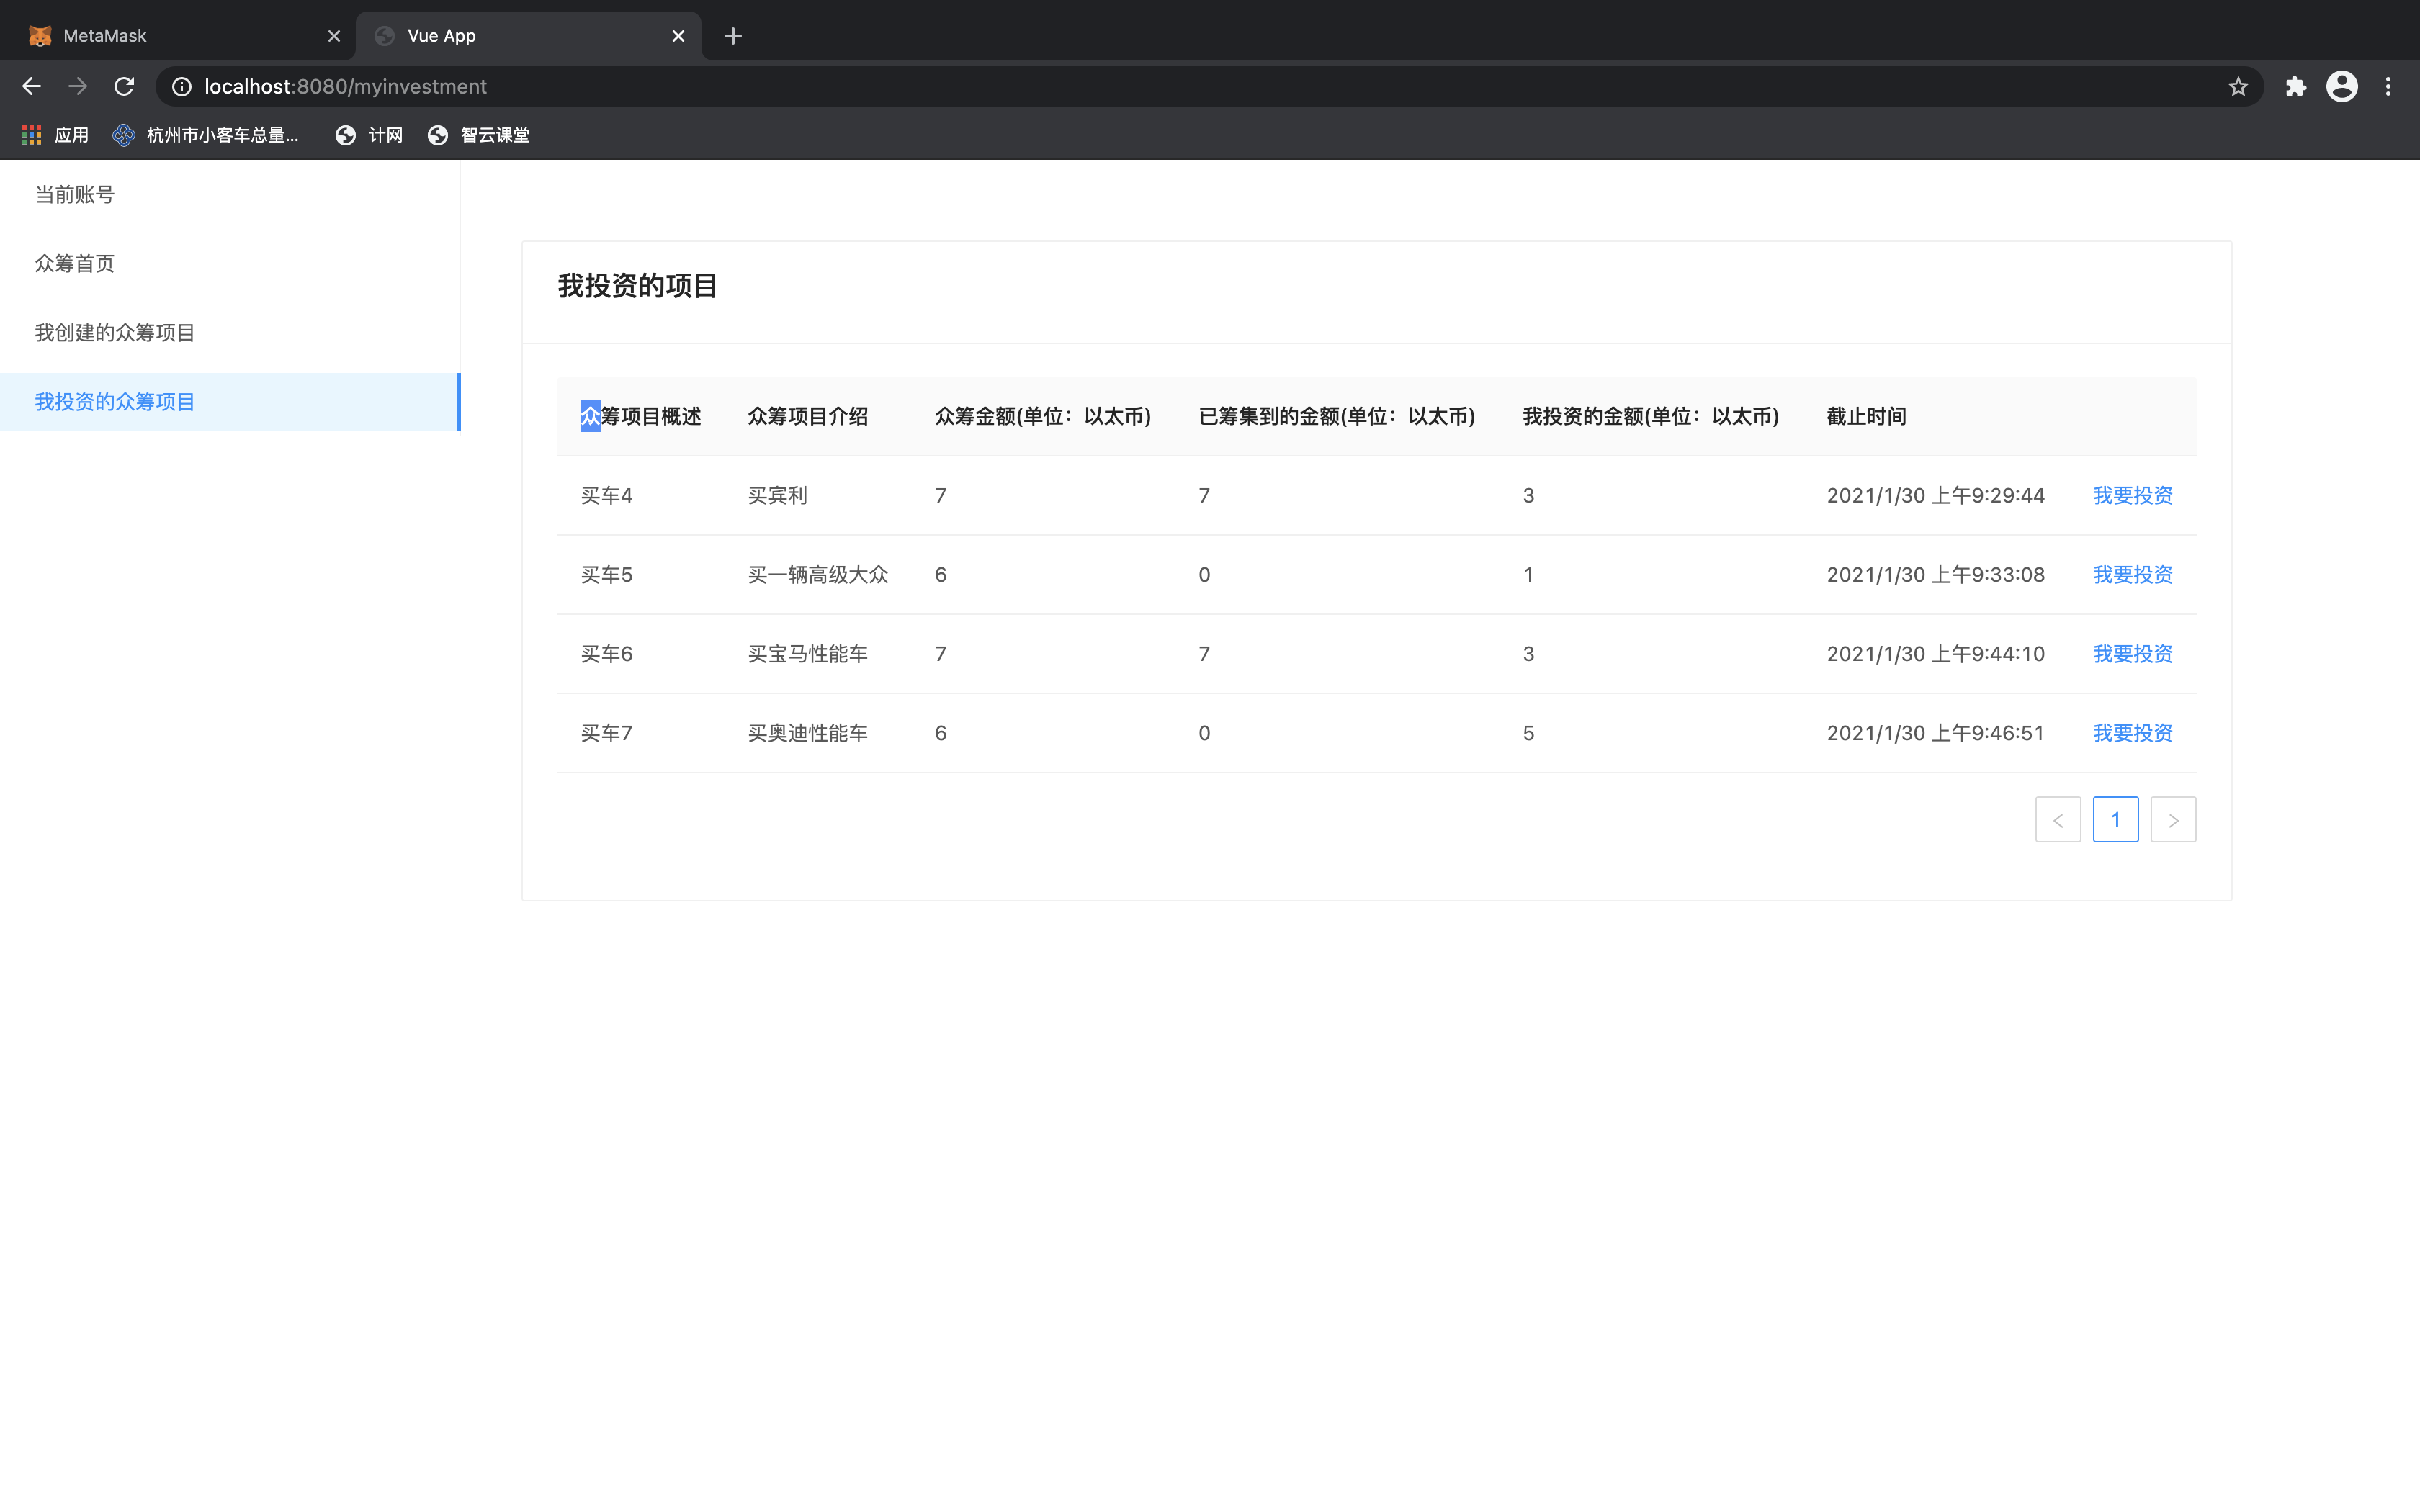 MetaMask
Vue App
localhost:8080/myinvestment
应用
杭州市小客车总量...
计网
智云课堂
当前账号
众筹首页
我创建的众筹项目
我投资的众筹项目
我投资的项目
众筹项目概述 众筹项目介绍 众筹金额(单位：以太币) 已筹集到的金额(单位：以太币) 我投资的金额(单位：以太币) 截止时间
买车4 买宾利 7 7 3 2021/1/30 上午9:29:44 我要投资
买车5 买一辆高级大众 6 0 1 2021/1/30 上午9:33:08 我要投资
买车6 买宝马性能车 7 7 3 2021/1/30 上午9:44:10 我要投资
买车7 买奥迪性能车 6 0 5 2021/1/30 上午9:46:51 我要投资
1